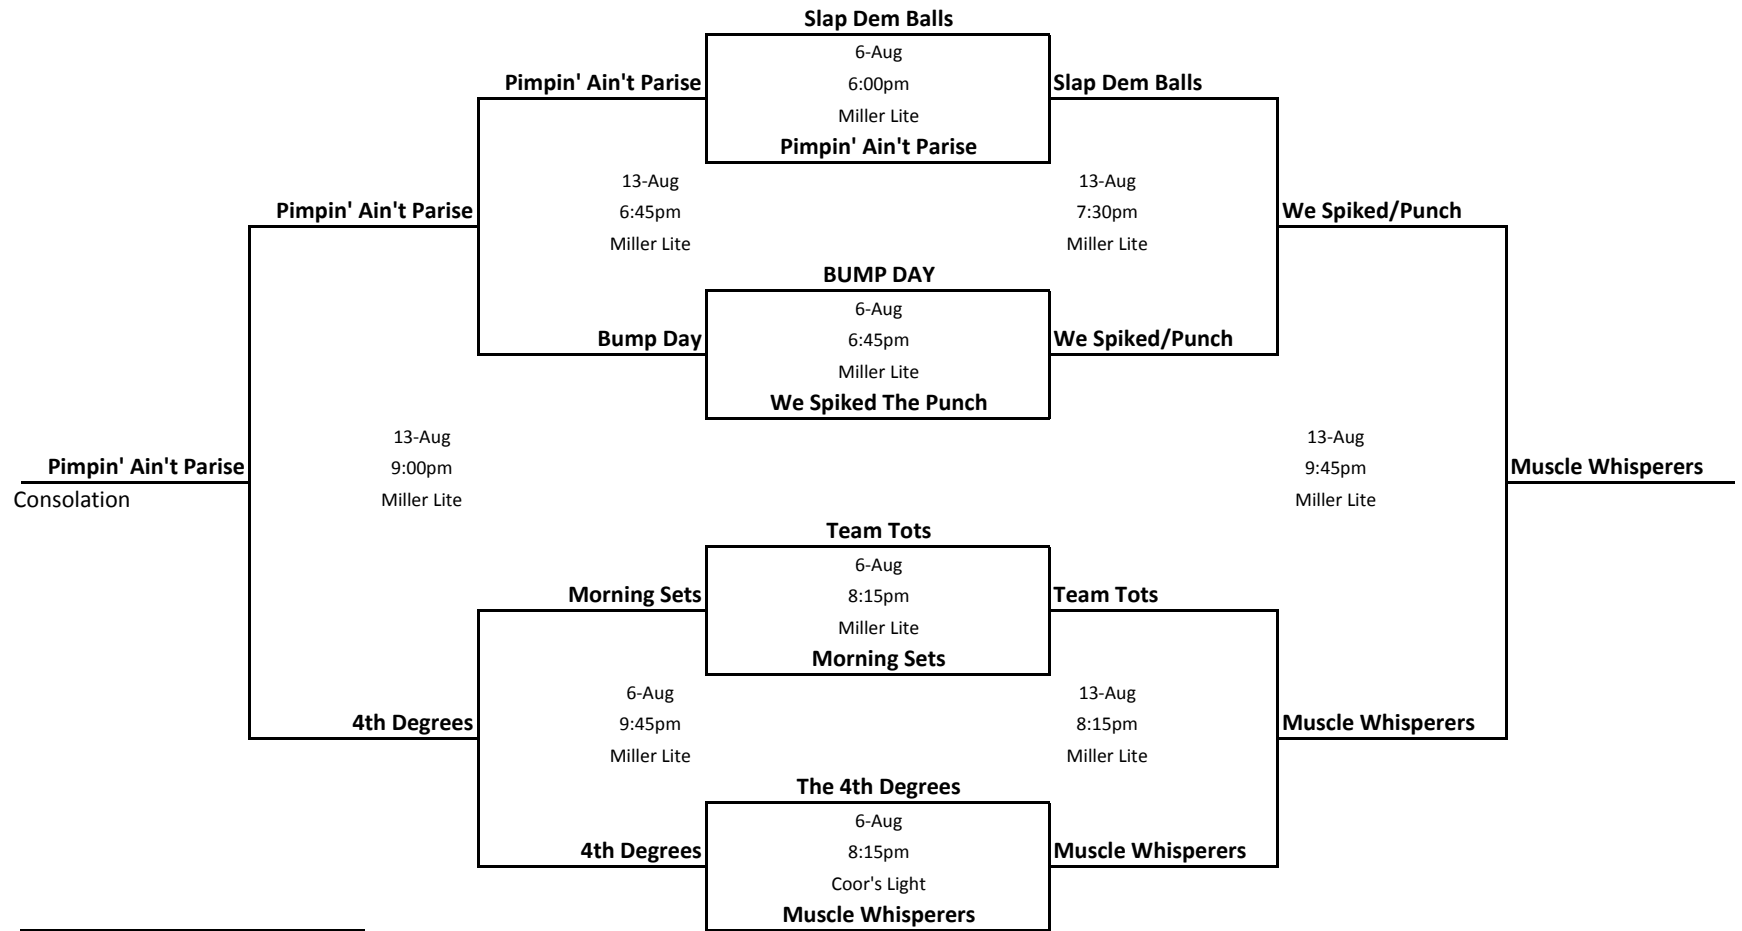 Slap Dem Balls
6-Aug
Pimpin' Ain't Parise
6:00pm
Slap Dem Balls
Miller Lite
Pimpin' Ain't Parise
13-Aug
13-Aug
Pimpin' Ain't Parise
6:45pm
7:30pm
We Spiked/Punch
Miller Lite
Miller Lite
BUMP DAY
6-Aug
Bump Day
6:45pm
We Spiked/Punch
Miller Lite
We Spiked The Punch
13-Aug
13-Aug
Pimpin' Ain't Parise
9:00pm
9:45pm
Muscle Whisperers
Consolation
Miller Lite
Miller Lite
Team Tots
6-Aug
Morning Sets
8:15pm
Team Tots
Miller Lite
Morning Sets
6-Aug
13-Aug
4th Degrees
9:45pm
8:15pm
Muscle Whisperers
Miller Lite
Miller Lite
The 4th Degrees
6-Aug
4th Degrees
8:15pm
Muscle Whisperers
Coor's Light
Muscle Whisperers